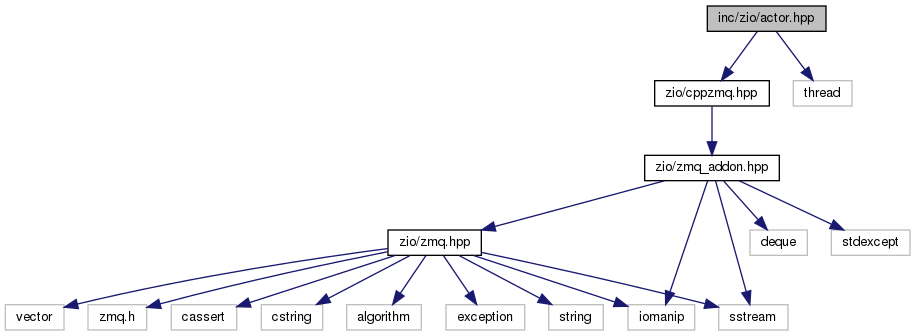 inc/zio/actor.hpp
zio/cppzmq.hpp
thread
zio/zmq_addon.hpp
zio/zmq.hpp
deque
stdexcept
vector
zmq.h
cassert
cstring
algorithm
exception
string
iomanip
sstream